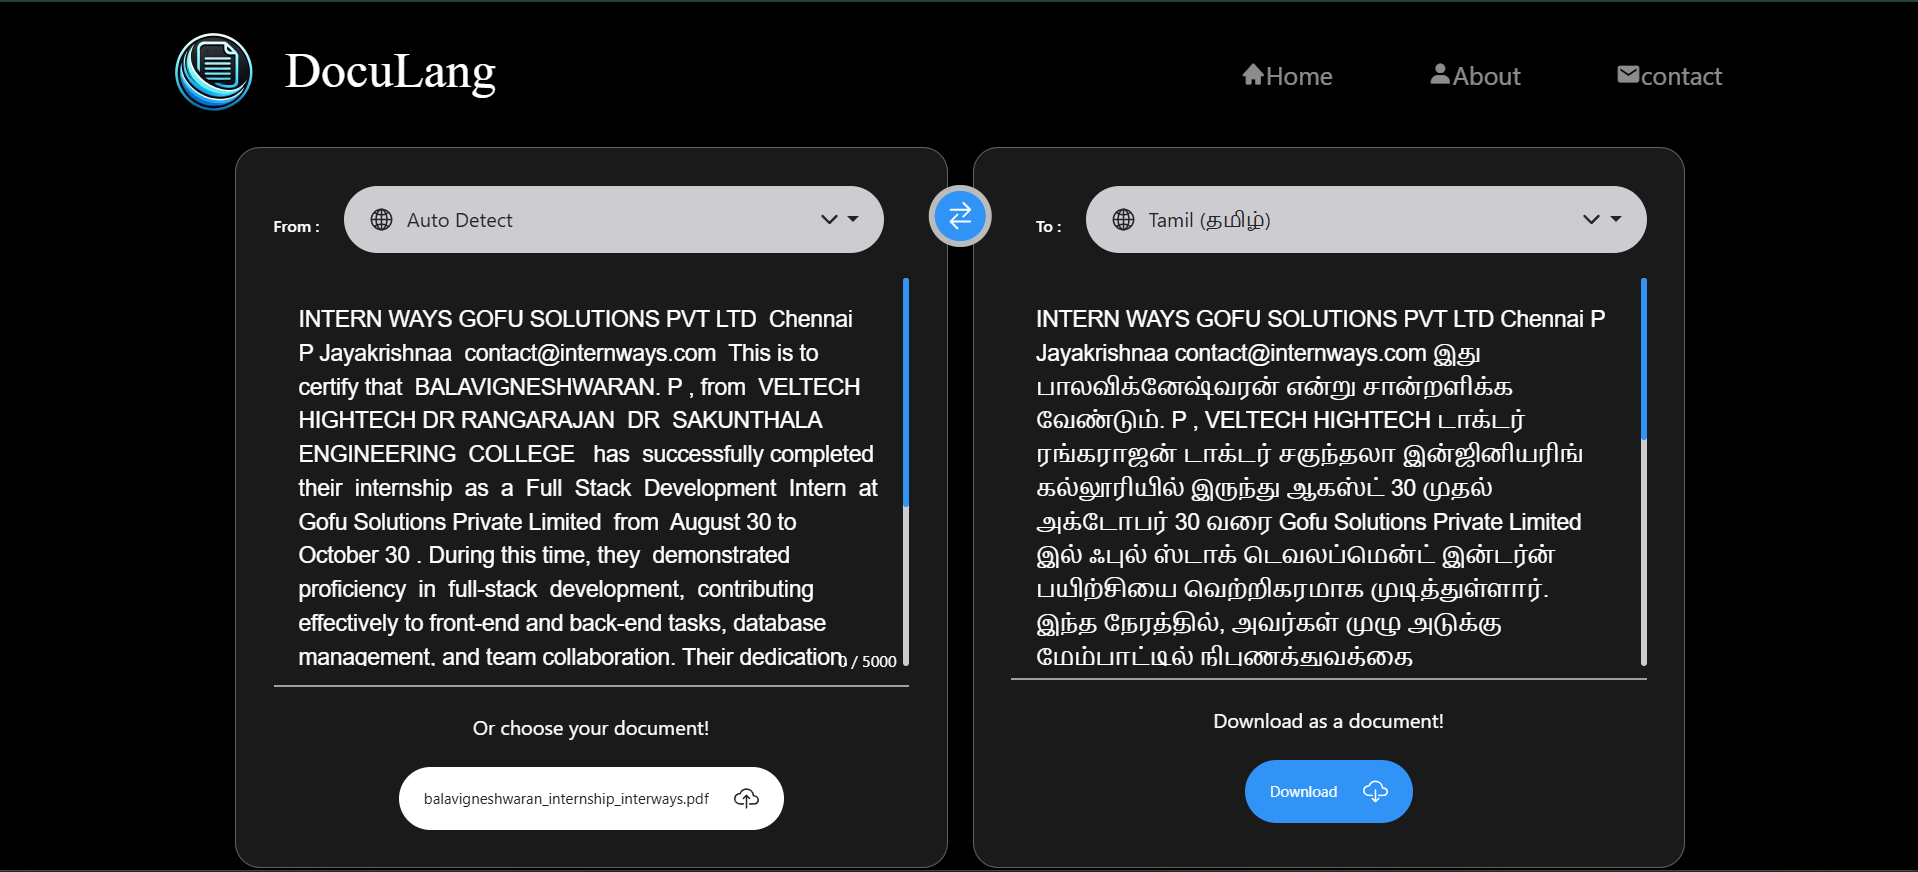 DocuLang
Home
About
contact
From :
Auto Detect
To :
Tamil (தமிழ்)
INTERN WAYS GOFU SOLUTIONS PVT LTD  Chennai
P Jayakrishnaa  contact@internways.com  This is to
certify that  BALAVIGNESHWARAN. P , from  VELTECH
HIGHTECH DR RANGARAJAN  DR  SAKUNTHALA
ENGINEERING  COLLEGE   has  successfully completed
their  internship  as  a  Full  Stack  Development  Intern  at
Gofu Solutions Private Limited  from  August 30 to
October 30 . During this time, they  demonstrated
proficiency  in  full-stack  development,  contributing
effectively to front-end and back-end tasks, database
management, and team collaboration. Their dedication
0 / 5000
Or choose your document!
balavigneshwaran_internship_interways.pdf
INTERN WAYS GOFU SOLUTIONS PVT LTD Chennai P
Jayakrishnaa contact@internways.com இது
பாலவிக்னேஷ்வரன் என்று சான்றளிக்க
வேண்டும். P , VELTECH HIGHTECH டாக்டர்
ரங்கராஜன் டாக்டர் சகுந்தலா இன்ஜினியரிங்
கல்லூரியில் இருந்து ஆகஸ்ட் 30 முதல்
அக்டோபர் 30 வரை Gofu Solutions Private Limited
இல் ஃபுல் ஸ்டாக் டெவலப்மென்ட் இன்டர்ன்
பயிற்சியை வெற்றிகரமாக முடித்துள்ளார்.
இந்த நேரத்தில், அவர்கள் முழு அடுக்கு
மேம்பாட்டில் நிபுணத்துவத்தை
Download as a document!
Download